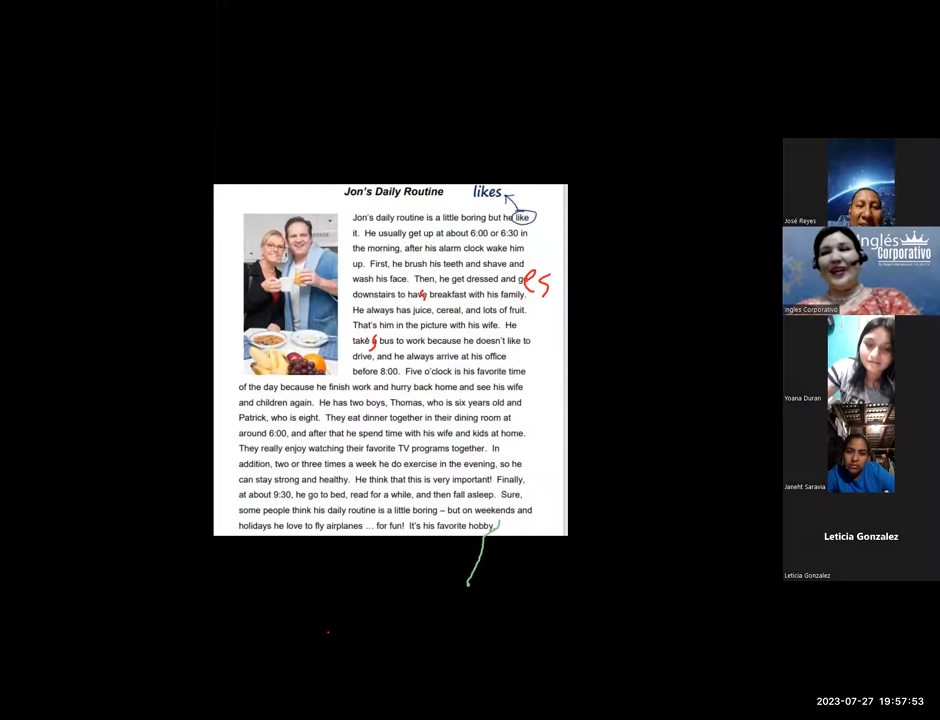 Jon's Daily Routine
likes
Jon's daily routine is a little boring but he like
it. He usually get up at about 6:00 or 6:30 in
the morning, after his alarm clock wake him
up. First, he brush his teeth and shave and
wash his face. Then, he get dressed and g
es
downstairs to have breakfast with his family.
s
He always has juice, cereal, and lots of fruit.
That's him in the picture with his wife. He
take bus to work because he doesn't like to
s
drive, and he always arrive at his office
before 8:00. Five o'clock is his favorite time
of the day because he finish work and hurry back home and see his wife
and children again. He has two boys, Thomas, who is six years old and
Patrick, who is eight. They eat dinner together in their dining room at
around 6:00, and after that he spend time with his wife and kids at home.
They really enjoy watching their favorite TV programs together. In
addition, two or three times a week he do exercise in the evening, so he
can stay strong and healthy. He think that this is very important! Finally,
at about 9:30, he go to bed, read for a while, and then fall asleep. Sure,
some people think his daily routine is a little boring – but on weekends and
holidays he love to fly airplanes … for fun! It's his favorite hobby.
José Reyes
Inglés
Corporativo
Ingles Corporativo
Yoana Duran
Janeht Saravia
Leticia Gonzalez
Leticia Gonzalez
2023-07-27 19:57:53